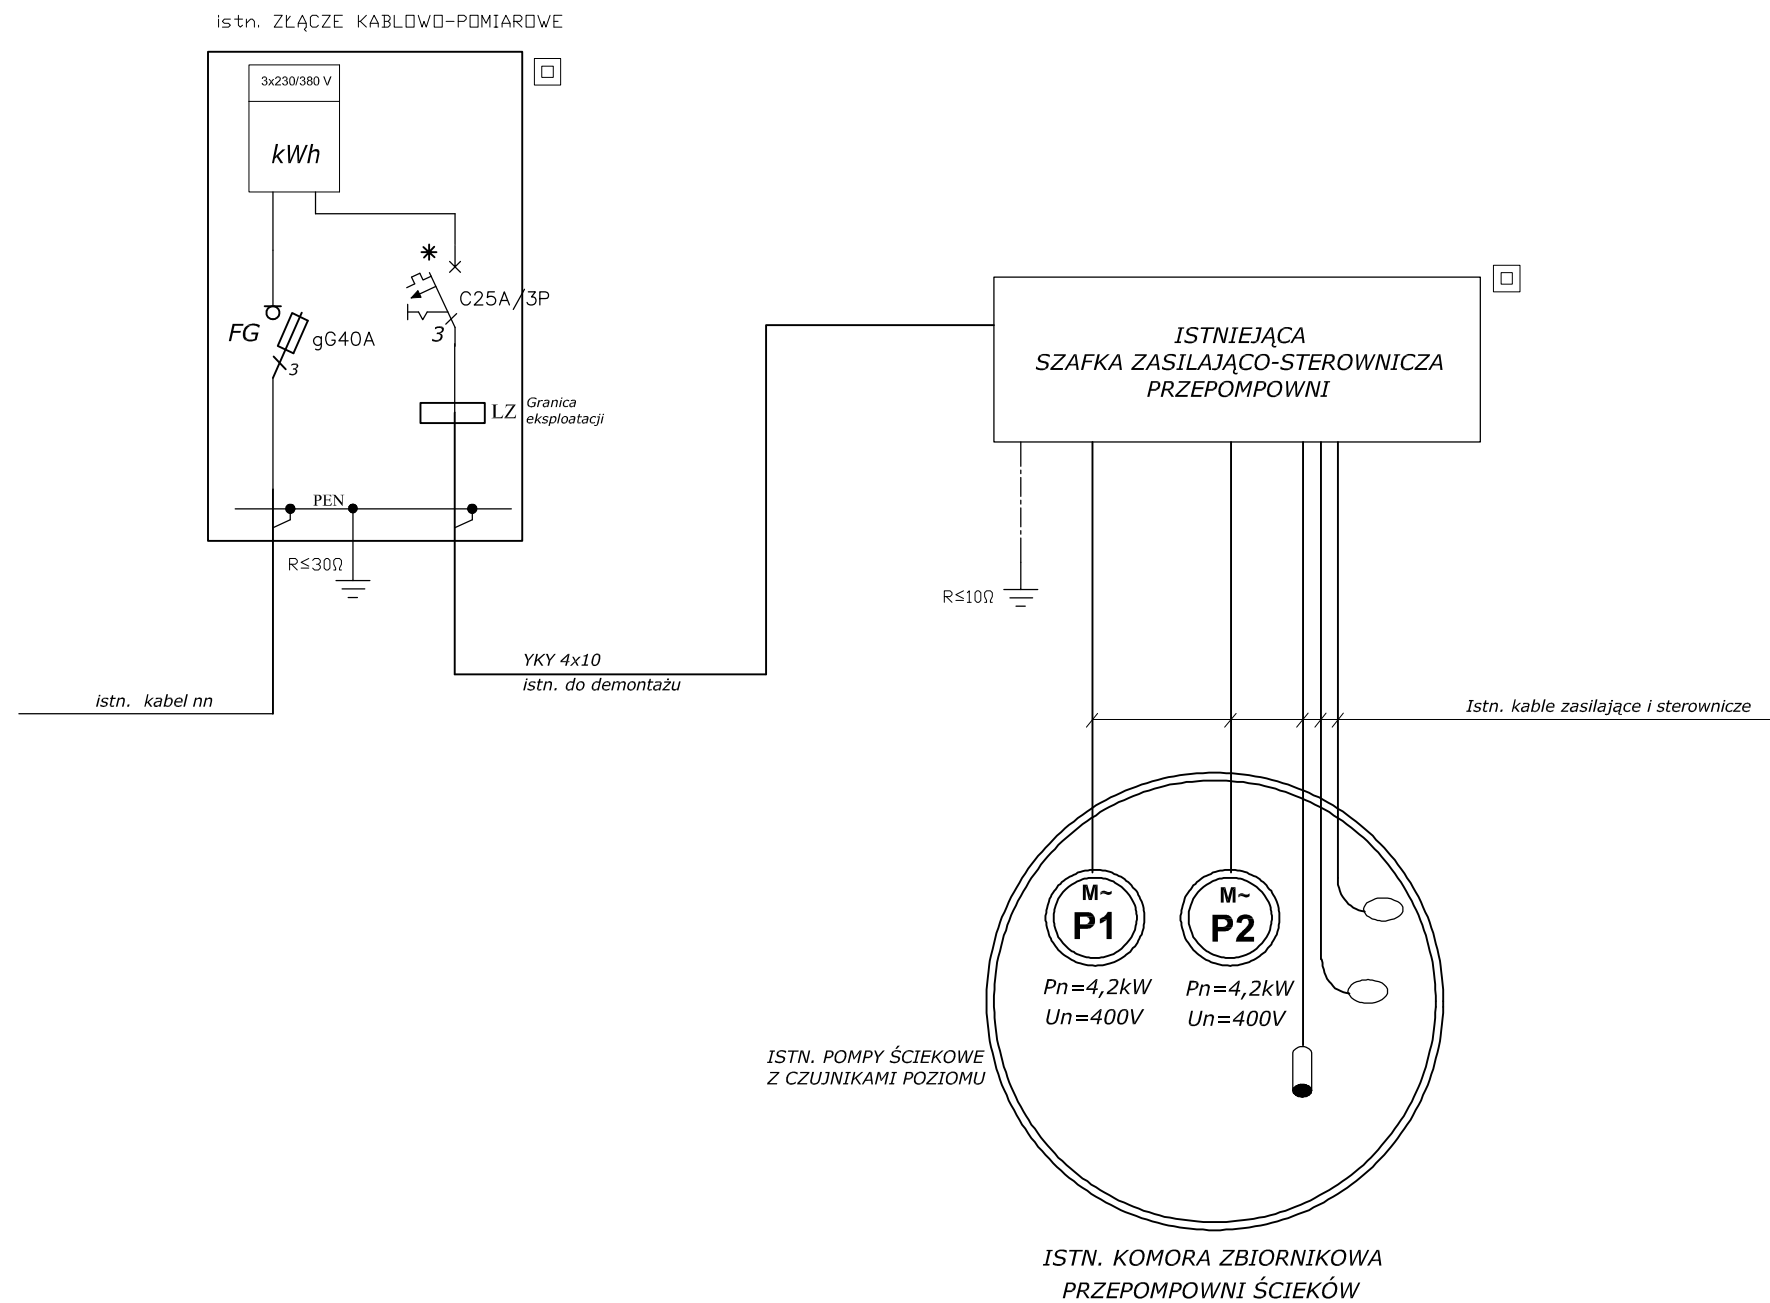 istn. ZŁĄCZE KABLOWO-POMIAROWE
3x230/380 V
kWh
*
C25A/3P
3
FG
gG40A
3
LZ
Granica
eksploatacji
PEN
R≤30Ω
YKY 4x10
istn. do demontażu
istn. kabel nn
ISTNIEJĄCA
SZAFKA ZASILAJĄCO-STEROWNICZA
PRZEPOMPOWNI
R≤10Ω
Istn. kable zasilające i sterownicze
M~
P1
M~
P2
Pn=4,2kW
Un=400V
Pn=4,2kW
Un=400V
ISTN. POMPY ŚCIEKOWE
Z CZUJNIKAMI POZIOMU
ISTN. KOMORA ZBIORNIKOWA
PRZEPOMPOWNI ŚCIEKÓW